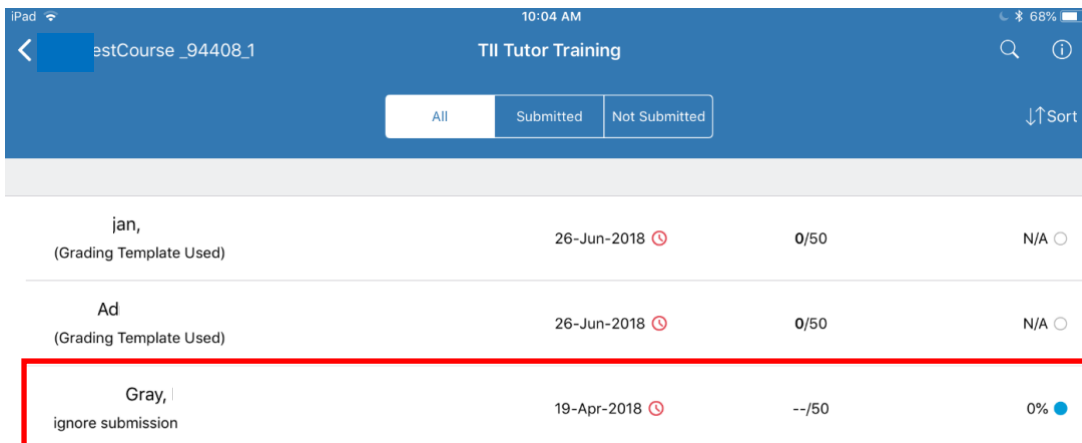 iPad 10:04 AM 68%
estCourse _94408_1 TII Tutor Training
All Submitted Not Submitted Sort
jan,
(Grading Template Used) 26-Jun-2018 0/50 N/A
Ad
(Grading Template Used) 26-Jun-2018 0/50 N/A
Gray,
ignore submission 19-Apr-2018 --/50 0%